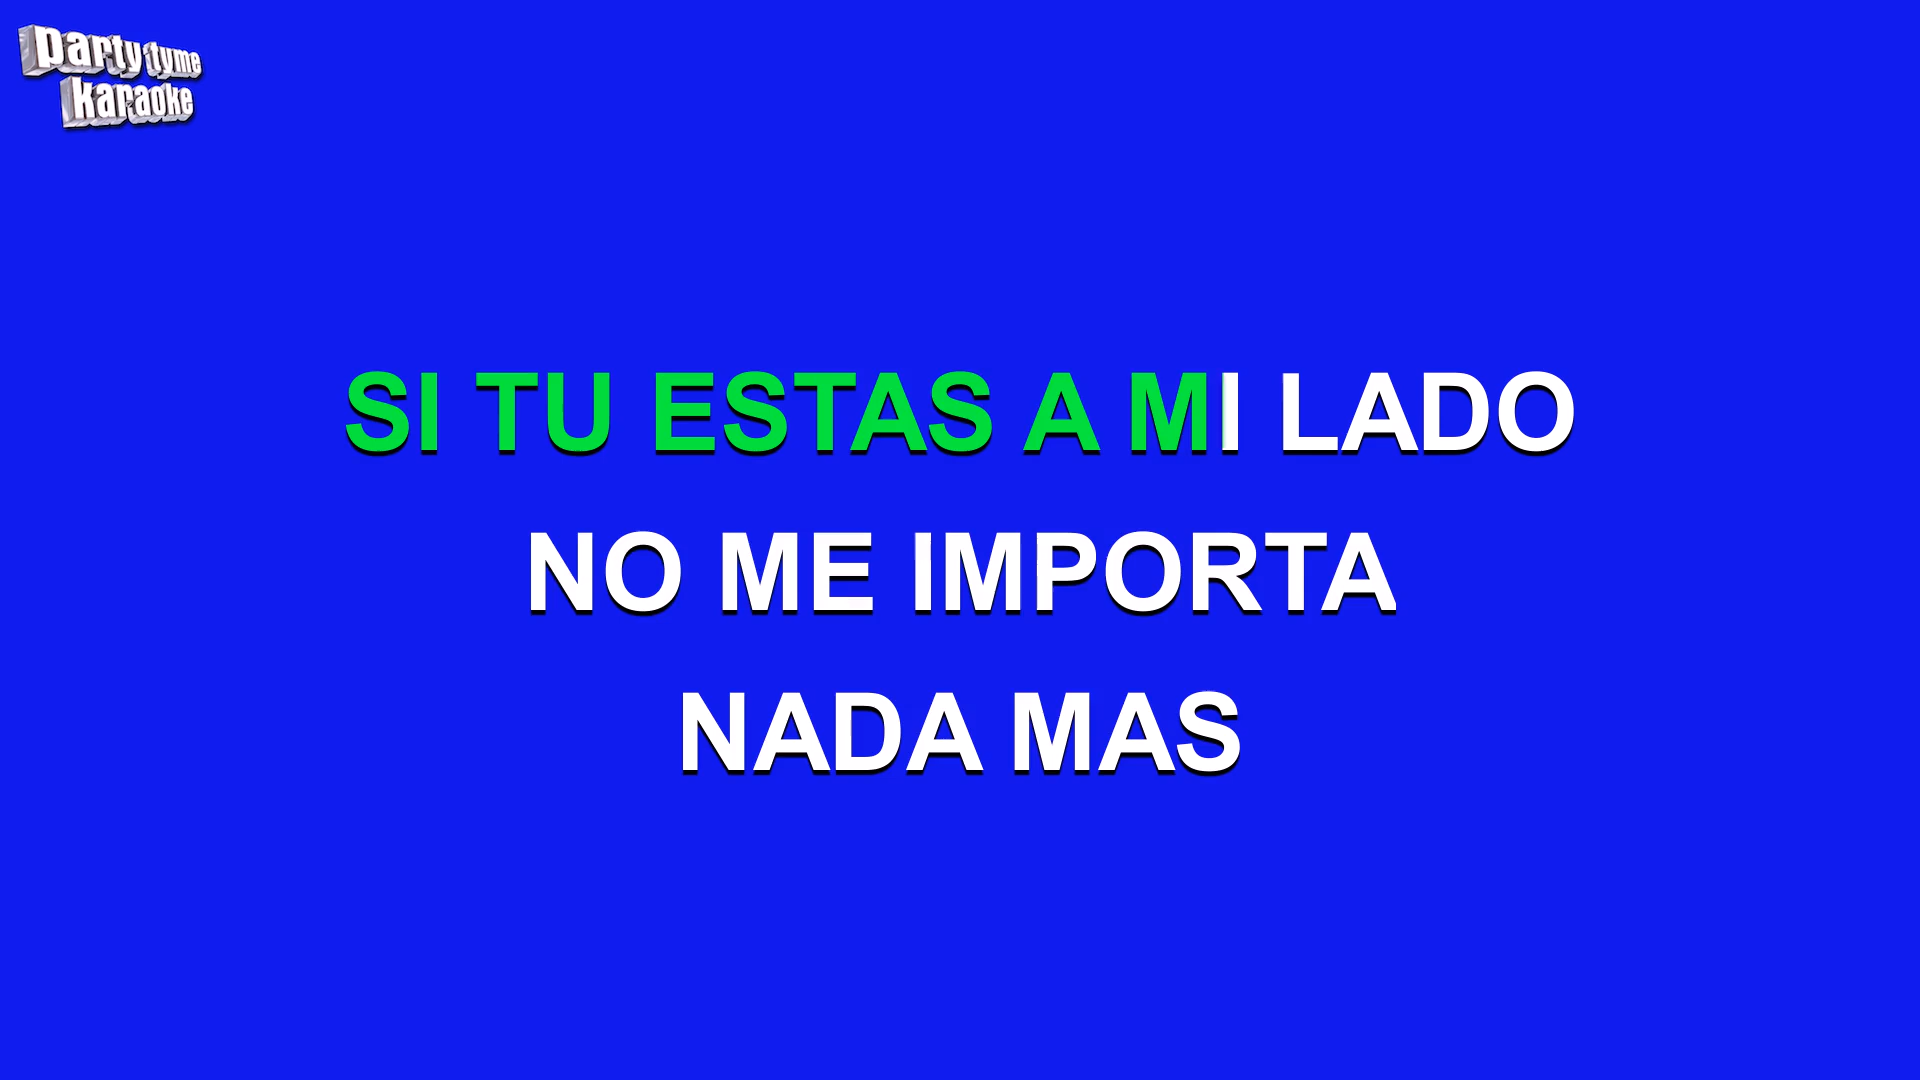 party tyme
karaoke
SI TU ESTAS A MI LADO
NO ME IMPORTA
NADA MAS